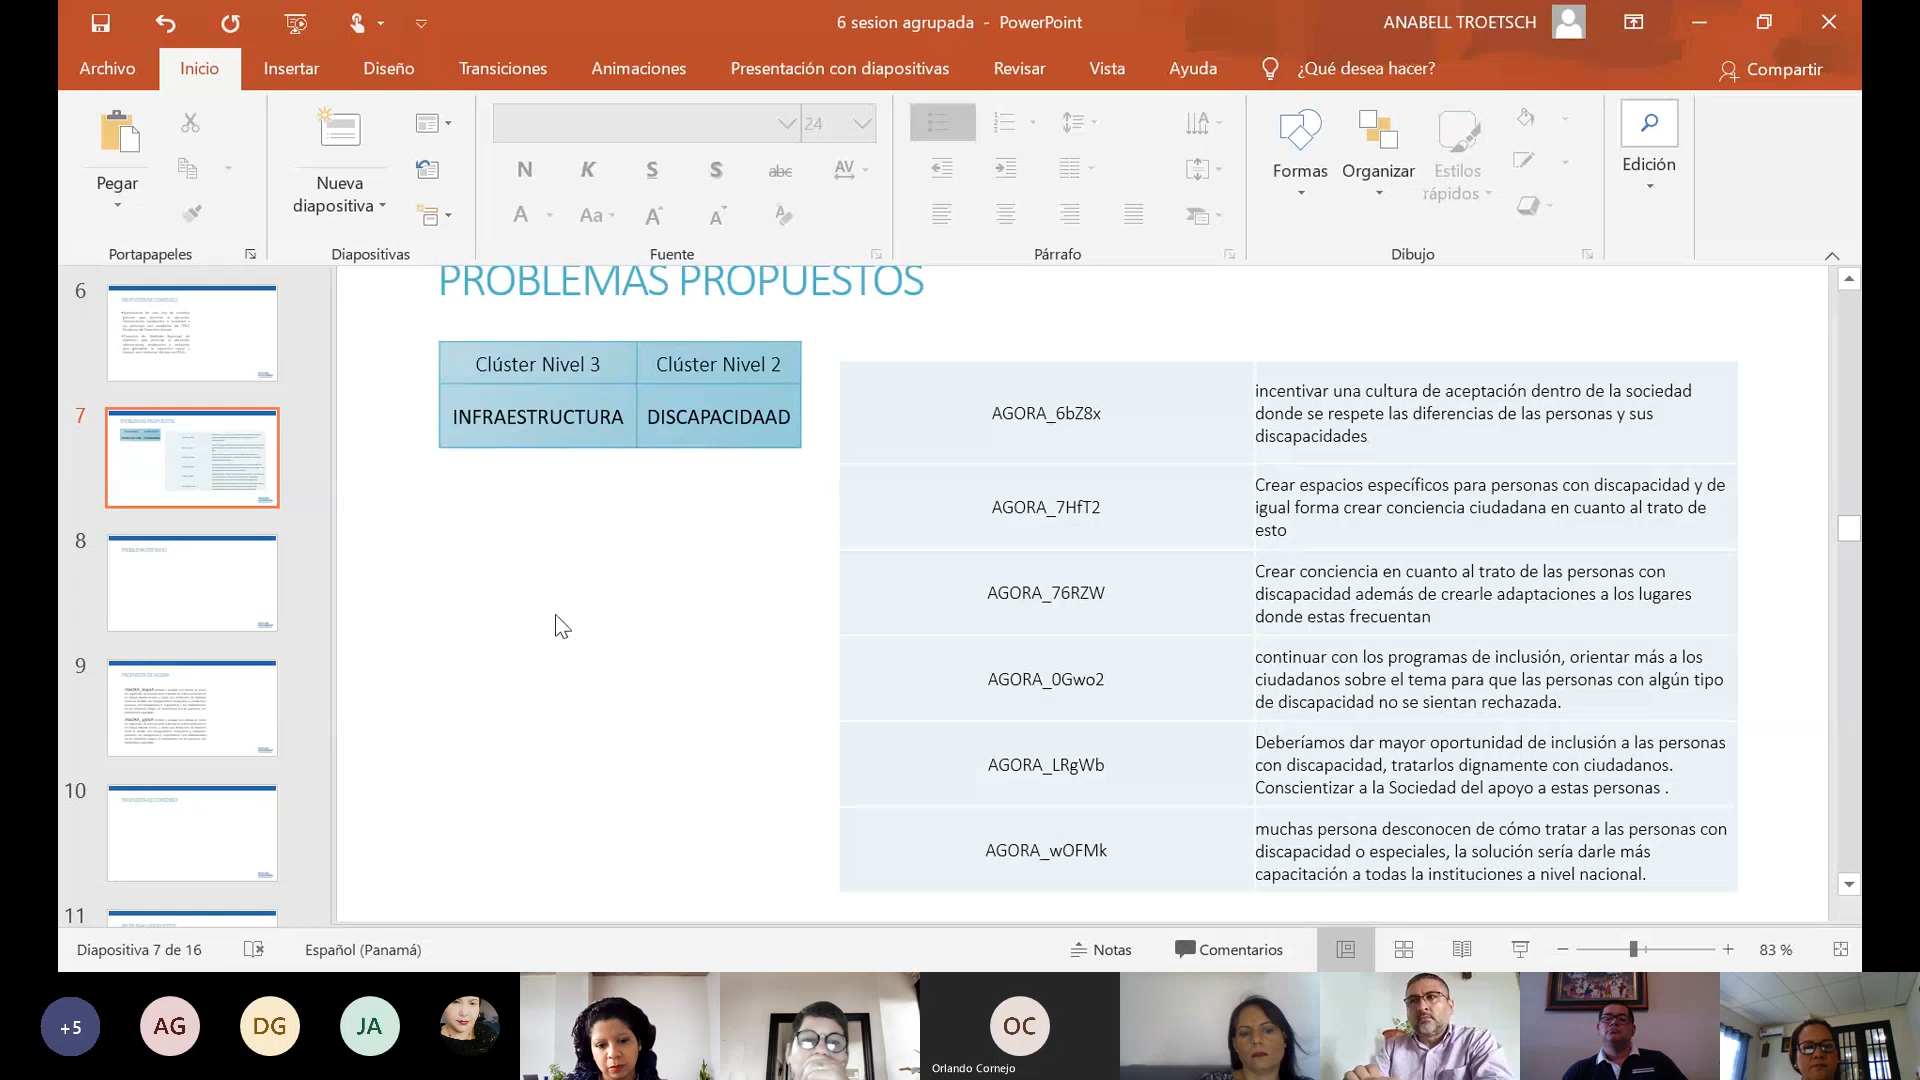 6 sesion agrupada - PowerPoint
ANABELL TROETSCH
Archivo Inicio Insertar Diseño Transiciones Animaciones Presentación con diapositivas Revisar Vista Ayuda ¿Qué desea hacer? Compartir
Pegar
Nueva
diapositiva
24
N K S S abc AV
A Aa A A
Formas
Organizar
Estilos
rápidos
Edición
Portapapeles Diapositivas Fuente Párrafo Dibujo
6
7
8
9
10
11
PROBLEMAS PROPUESTOS
Clúster Nivel 3 Clúster Nivel 2
INFRAESTRUCTURA DISCAPACIDAAD
AGORA_6bZ8x
incentivar una cultura de aceptación dentro de la sociedad
donde se respete las diferencias de las personas y sus
discapacidades
AGORA_7HfT2
Crear espacios específicos para personas con discapacidad y de
igual forma crear conciencia ciudadana en cuanto al trato de
esto
AGORA_76RZW
Crear conciencia en cuanto al trato de las personas con
discapacidad además de crearle adaptaciones a los lugares
donde estas frecuentan
AGORA_0Gwo2
continuar con los programas de inclusión, orientar más a los
ciudadanos sobre el tema para que las personas con algún tipo
de discapacidad no se sientan rechazada.
AGORA_LRgWb
Deberíamos dar mayor oportunidad de inclusión a las personas
con discapacidad, tratarlos dignamente con ciudadanos.
Conscientizar a la Sociedad del apoyo a estas personas .
AGORA_wOFMk
muchas persona desconocen de cómo tratar a las personas con
discapacidad o especiales, la solución sería darle más
capacitación a todas la instituciones a nivel nacional.
Diapositiva 7 de 16 Español (Panamá) Notas Comentarios 83 %
+5 AG DG JA OC
Orlando Cornejo